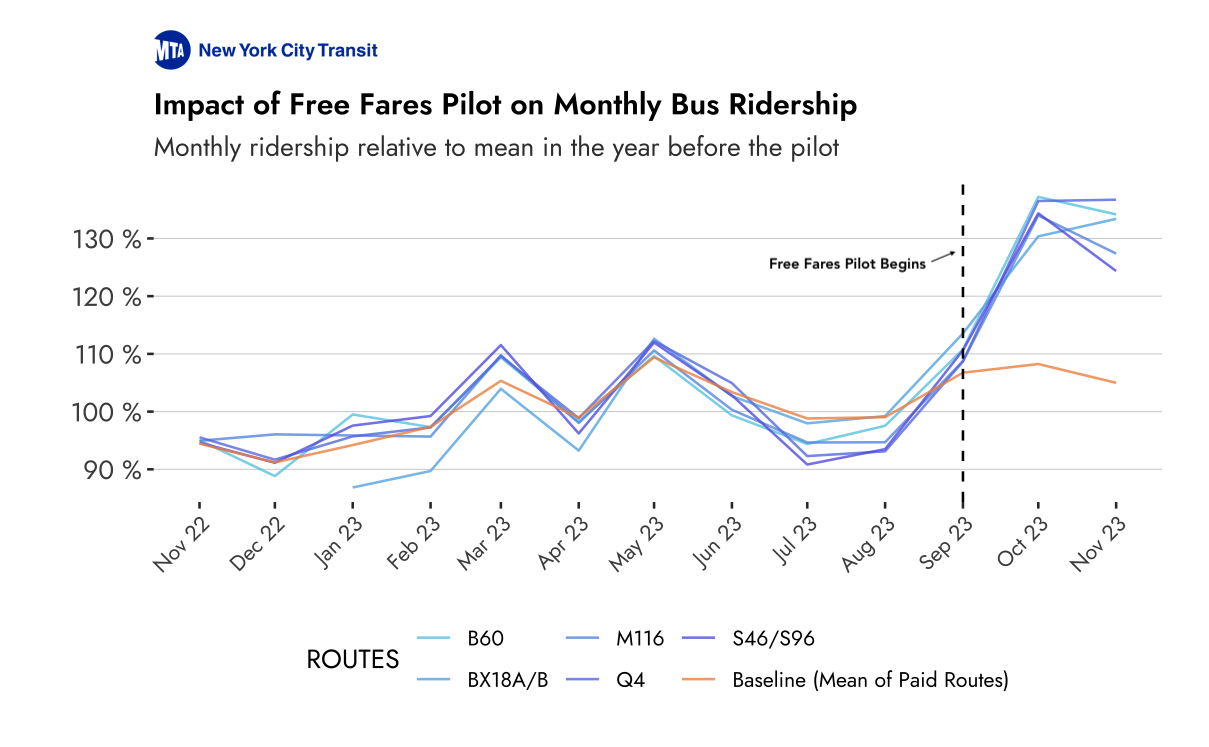 MTA New York City Transit
Impact of Free Fares Pilot on Monthly Bus Ridership
Monthly ridership relative to mean in the year before the pilot
130 %
Free Fares Pilot Begins
120 %
110 %
100 %
90 %
Nov 22 Dec 22 Jan 23 Feb 23 Mar 23 Apr 23 May 23 Jun 23 Jul 23 Aug 23 Sep 23 Oct 23 Nov 23
ROUTES
B60 M116 S46/S96
BX18A/B Q4 Baseline (Mean of Paid Routes)